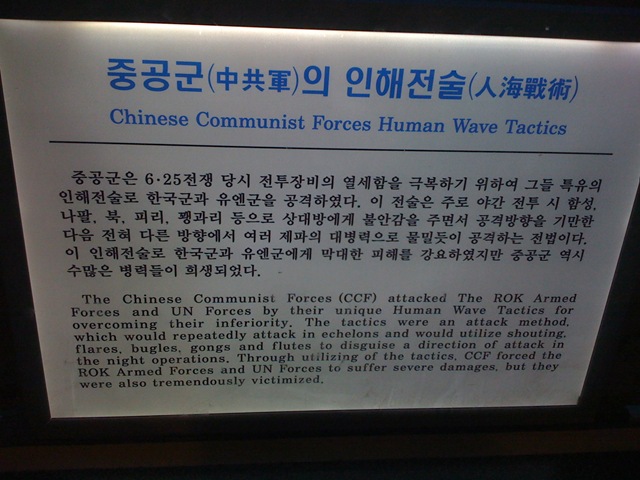 중공군(中共軍)의 인해전술(人海戰術)
Chinese Communist Forces Human Wave Tactics
중공군은 6·25전쟁 당시 전투장비의 열세함을 극복하기 위하여 그들 특유의
인해전술로 한국군과 유엔군을 공격하였다. 이 전술은 주로 야간 전투 시 함성,
나팔, 북, 피리, 꽹과리 등으로 상대방에게 불안감을 주면서 공격방향을 기만한
다음 전혀 다른 방향에서 여러 제파의 대병력으로 물밀듯이 공격하는 전법이다.
이 인해전술로 한국군과 유엔군에게 막대한 피해를 강요하였지만 중공군 역시
수많은 병력들이 희생되었다.
The Chinese Communist Forces (CCF) attacked The ROK Armed
Forces and UN Forces by their unique Human Wave Tactics for
overcoming their inferiority. The tactics were an attack method,
which would repeatedly attack in echelons and would utilize shouting,
flares, bugles, gongs and flutes to disguise a direction of attack in
the night operations. Through utilizing of the tactics, CCF forced the
ROK Armed Forces and UN Forces to suffer severe damages, but they
were also tremendously victimized.